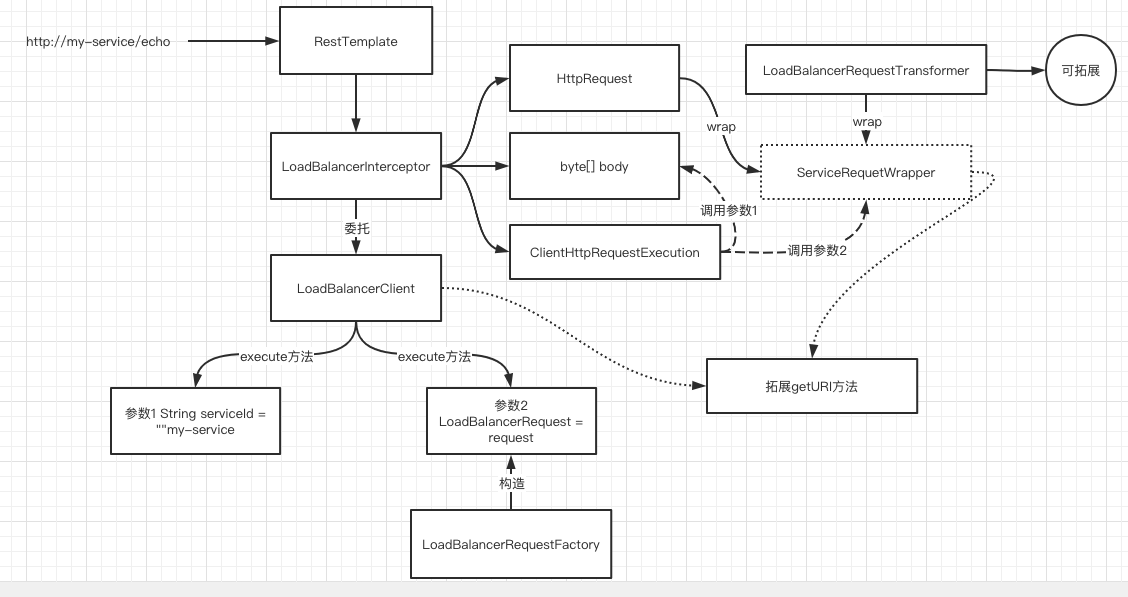 http://my-service/echo
RestTemplate
HttpRequest
LoadBalancerRequestTransformer
可拓展
wrap
wrap
LoadBalancerInterceptor
byte[] body
ServiceRequetWrapper
调用参数1
委托
ClientHttpRequestExecution
调用参数2
LoadBalancerClient
execute方法
execute方法
拓展getURI方法
参数1 String serviceId =
""my-service
参数2
LoadBalancerRequest =
request
构造
LoadBalancerRequestFactory